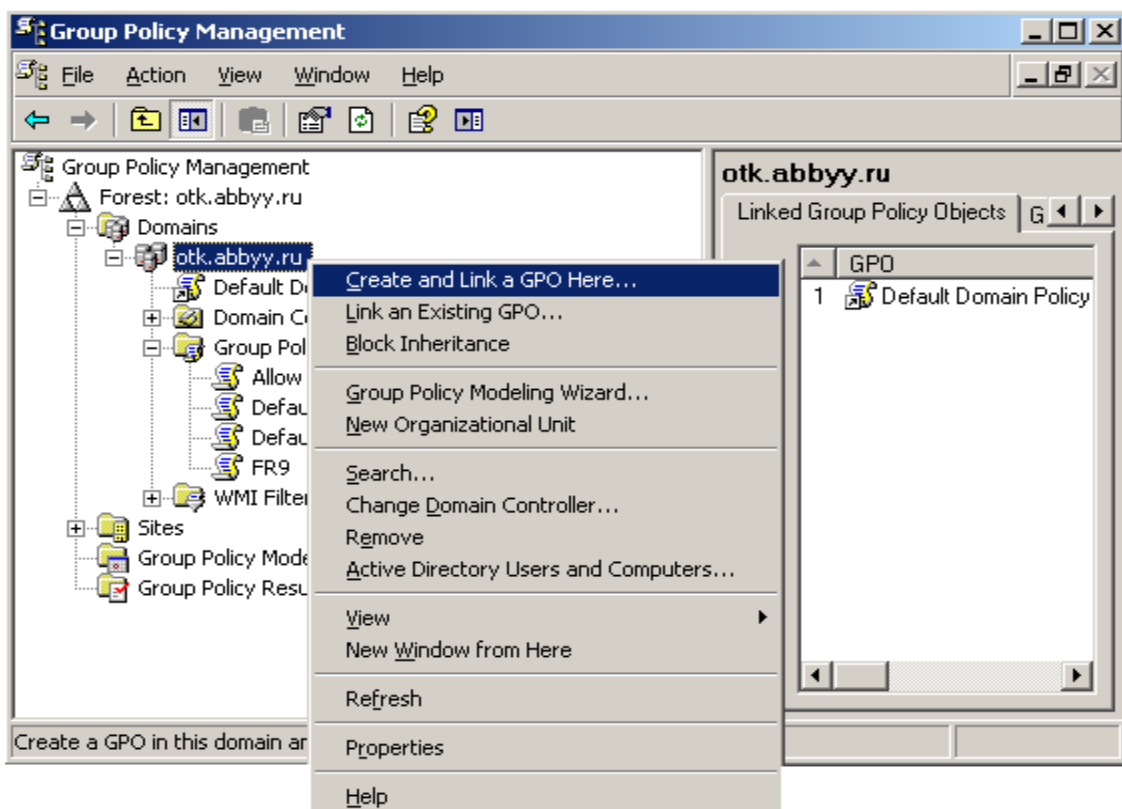 Group Policy Management
File Action View Window Help
Group Policy Management
Forest: otk.abbyy.ru
Domains
otk.abbyy.ru
Default D
Domain C
Group Pol
Allow
Defau
Defau
FR9
WMI Filter
Sites
Group Policy Mode
Group Policy Resu
Create and Link a GPO Here...
Link an Existing GPO...
Block Inheritance
Group Policy Modeling Wizard...
New Organizational Unit
Search...
Change Domain Controller...
Remove
Active Directory Users and Computers...
View
New Window from Here
Refresh
Properties
Help
otk.abbyy.ru
Linked Group Policy Objects G
GPO
1 Default Domain Policy
Create a GPO in this domain ar